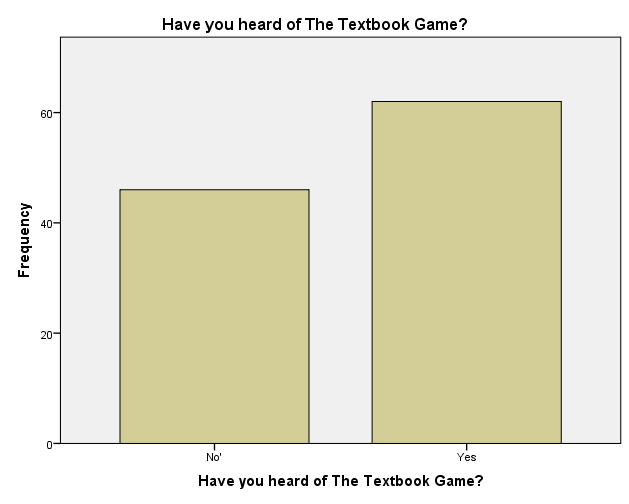 Have you heard of The Textbook Game?
60
40
20
0
Frequency
No'
Yes
Have you heard of The Textbook Game?